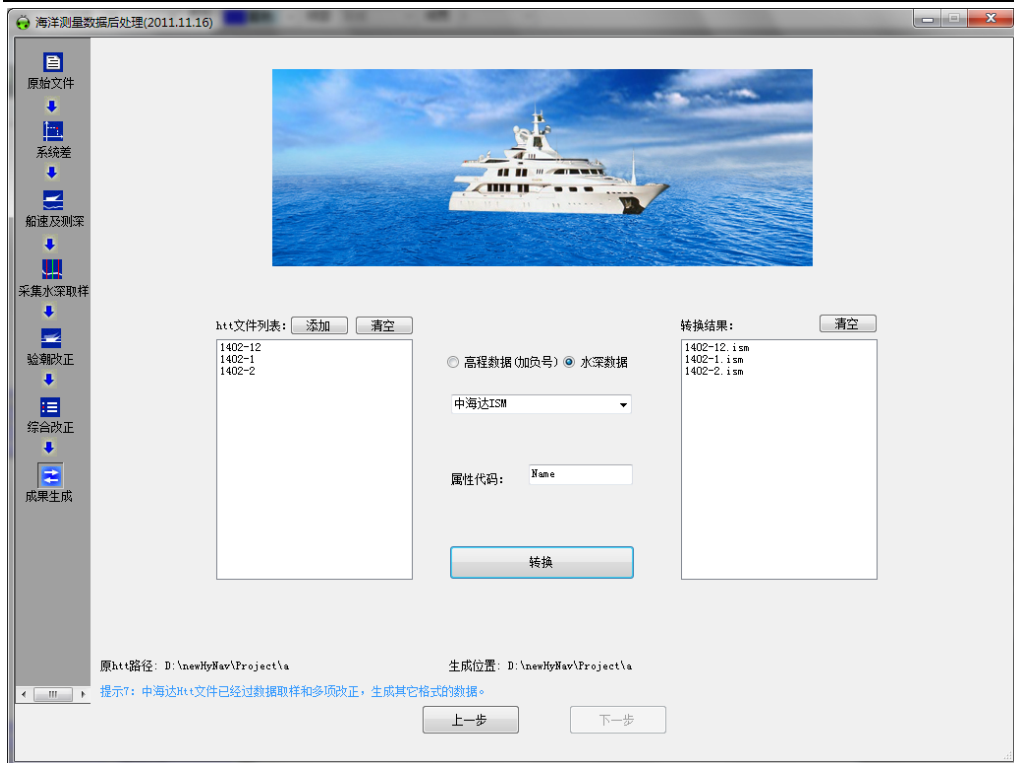 海洋测量数据后处理(2011.11.16)
原始文件
系统差
船速及测深
采集水深取样
验潮改正
综合改正
成果生成
htt文件列表: 添加 清空
1402-12
1402-1
1402-2
高程数据(加负号) 水深数据
中海达ISM
属性代码: Name
转换
转换结果: 清空
1402-12.ism
1402-1.ism
1402-2.ism
原htt路径: D:\newHyNav\Project\a
生成位置: D:\newHyNav\Project\a
提示7: 中海达Htt文件已经过数据取样和多项改正，生成其它格式的数据。
上一步
下一步